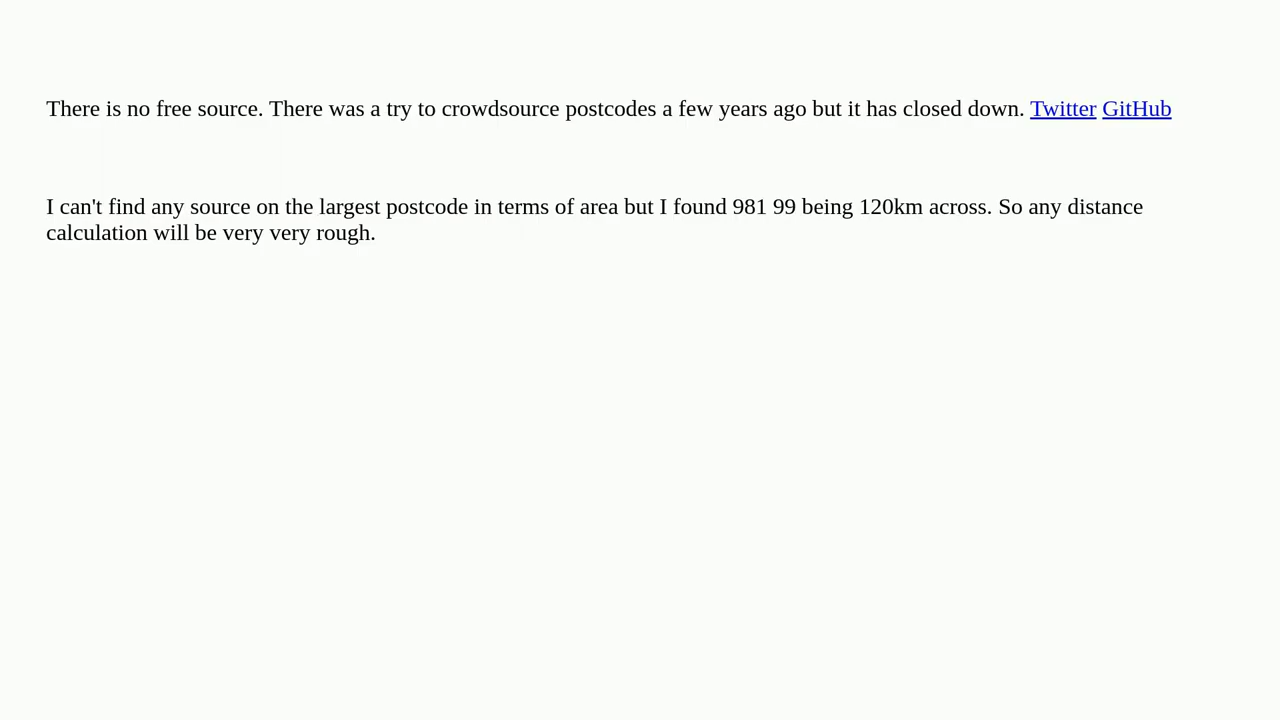 There is no free source. There was a try to crowdsource postcodes a few years ago but it has closed down. Twitter GitHub
I can't find any source on the largest postcode in terms of area but I found 981 99 being 120km across. So any distance
calculation will be very very rough.